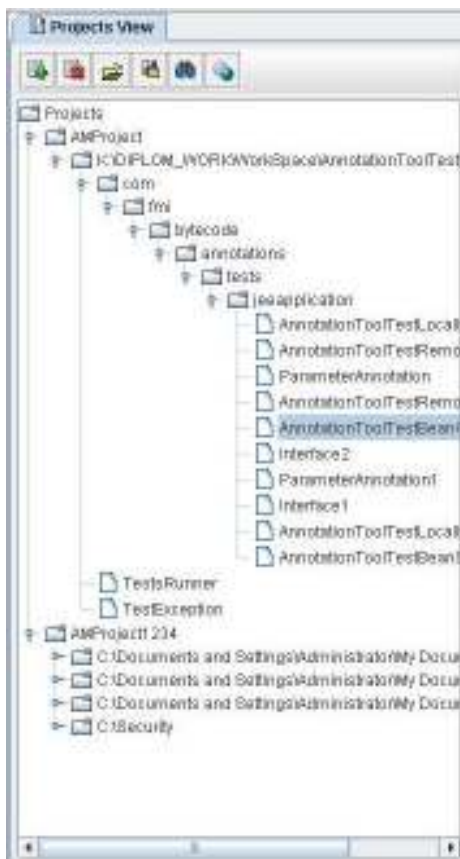 Projects View
Projects
AMProject
K:\DIPLOM_WORK\WorkSpace\AnnotationToolTest
com
fmi
bytecode
annotations
tests
jeeapplication
AnnotationToolTestLocal
AnnotationToolTestRemo
ParameterAnnotation
AnnotationToolTestRemo
AnnotationToolTestBean
Interface2
ParameterAnnotation1
Interface1
AnnotationToolTestLocal
AnnotationToolTestBean
TestsRunner
TestException
AMProject1234
C:\Documents and Settings\Administrator\My Docu
C:\Documents and Settings\Administrator\My Docu
C:\Documents and Settings\Administrator\My Docu
C:\Security